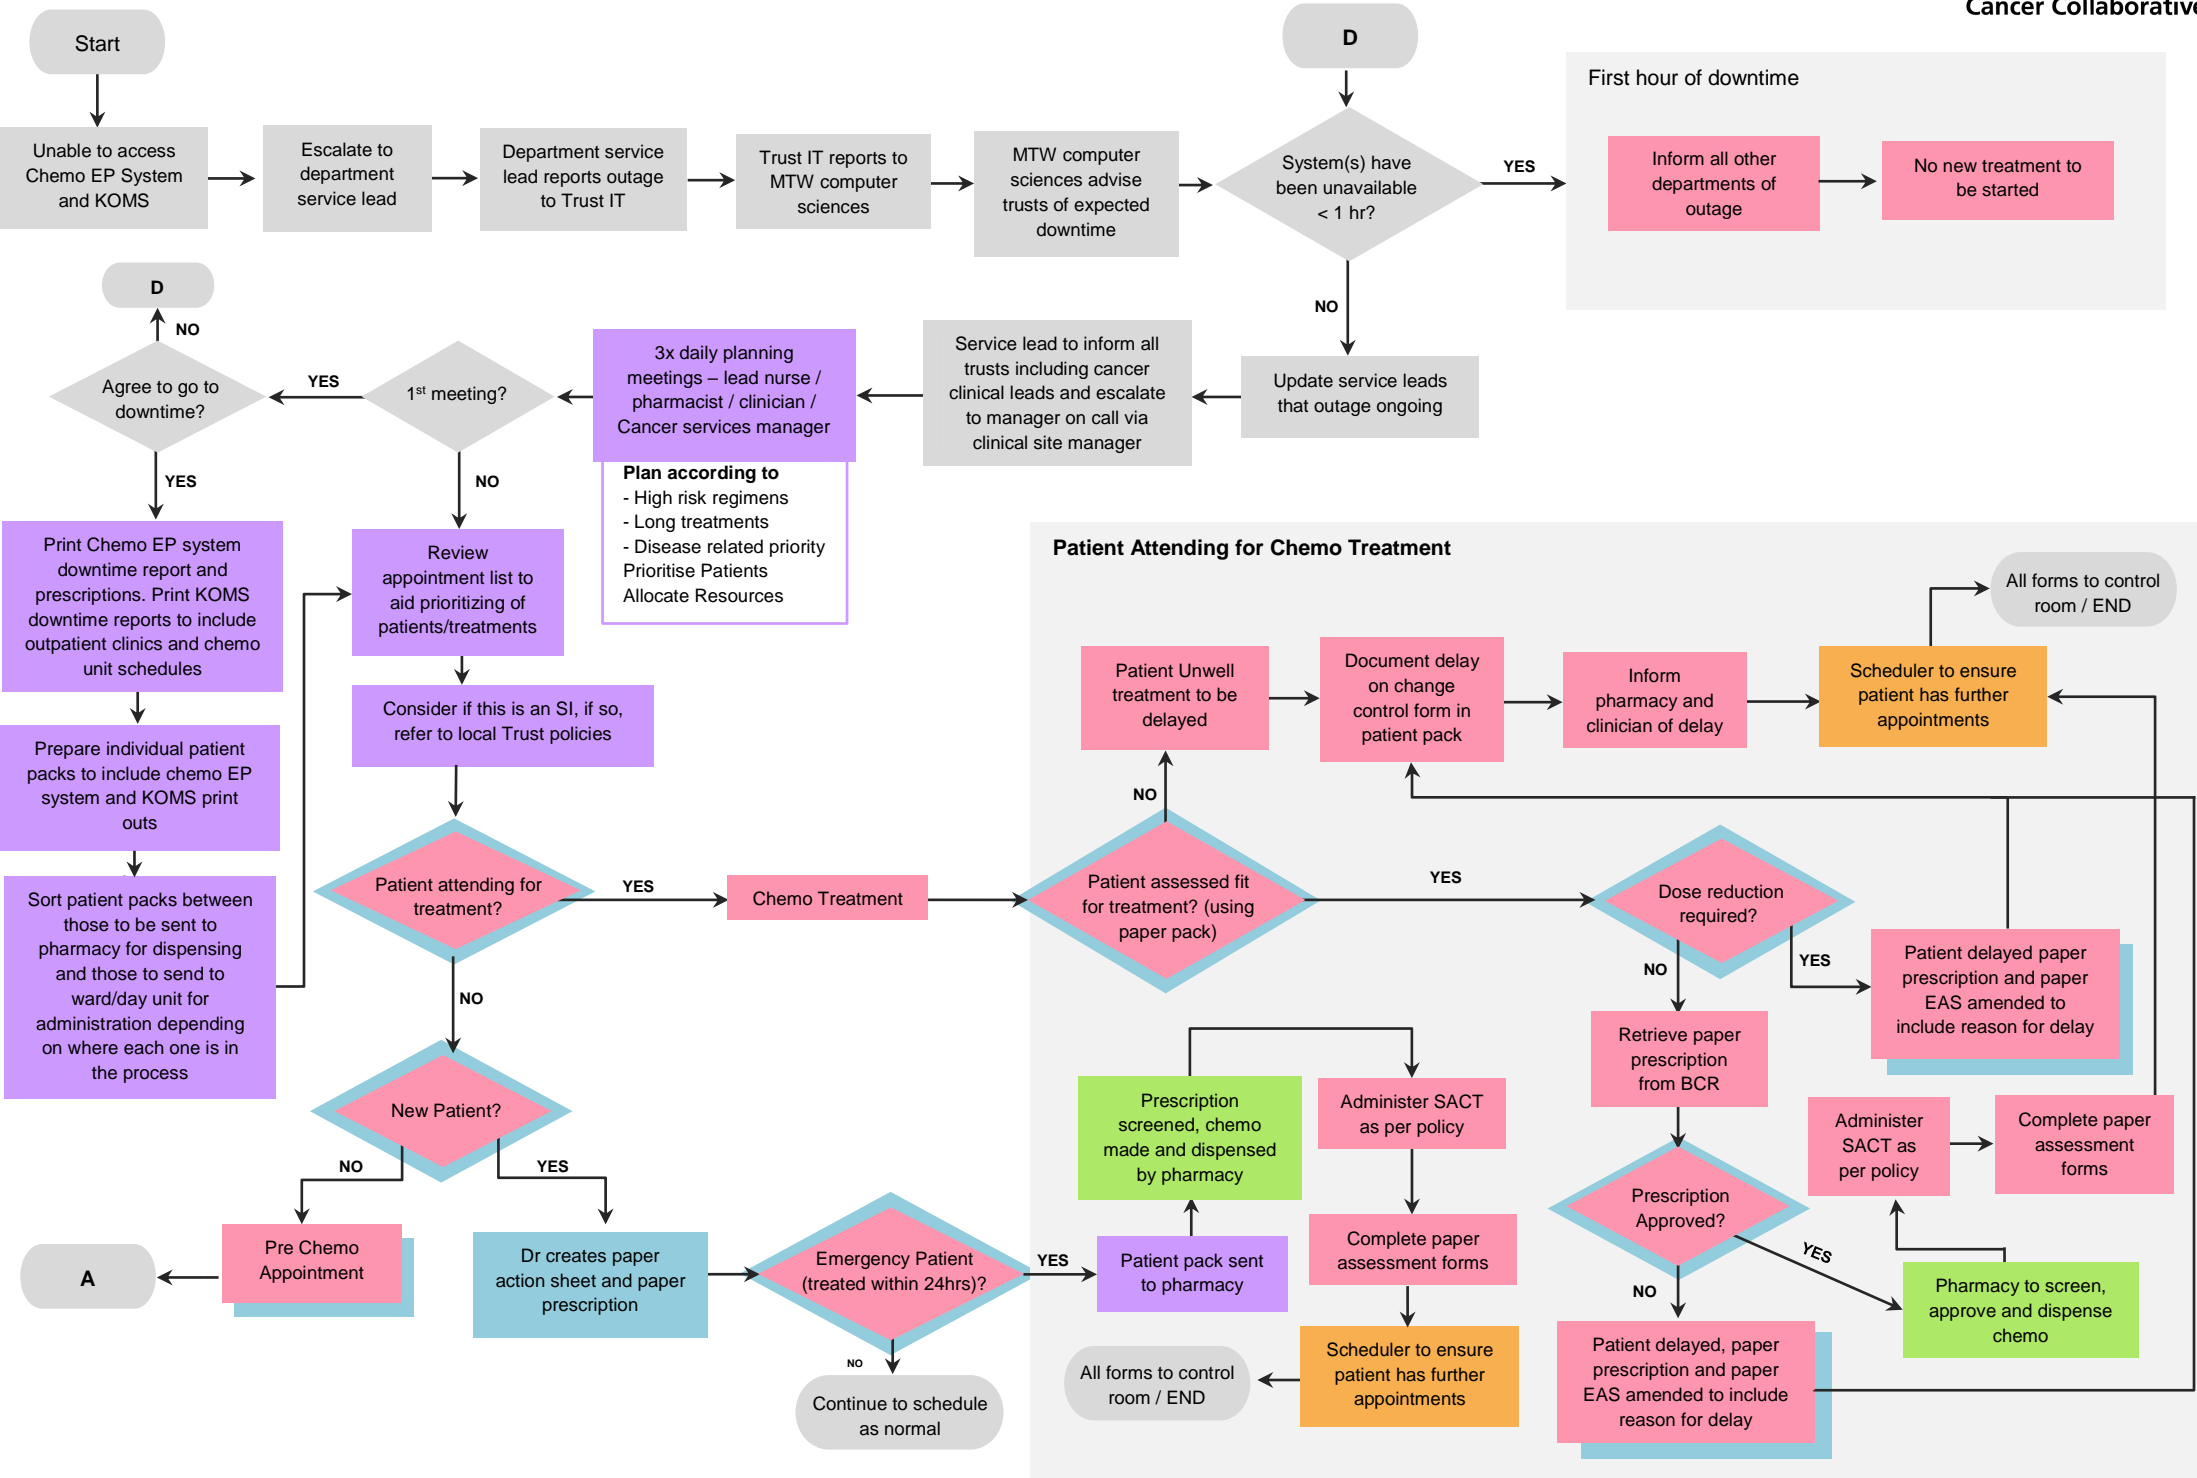 Cancer Collaborative
Start
D
First hour of downtime
Unable to access
Chemo EP System
and KOMS
Escalate to
department
service lead
Department service
lead reports outage
to Trust IT
Trust IT reports to
MTW computer
sciences
MTW computer
sciences advise
trusts of expected
downtime
System(s) have
been unavailable
< 1 hr?
YES
Inform all other
departments of
outage
No new treatment to
be started
NO
D
NO
Agree to go to
downtime?
YES
1st meeting?
3x daily planning
meetings – lead nurse /
pharmacist / clinician /
Cancer services manager
Service lead to inform all
trusts including cancer
clinical leads and escalate
to manager on call via
clinical site manager
Update service leads
that outage ongoing
YES
NO
Plan according to
- High risk regimens
- Long treatments
- Disease related priority
Prioritise Patients
Allocate Resources
Print Chemo EP system
downtime report and
prescriptions. Print KOMS
downtime reports to include
outpatient clinics and chemo
unit schedules
Review
appointment list to
aid prioritizing of
patients/treatments
Consider if this is an SI, if so,
refer to local Trust policies
Prepare individual patient
packs to include chemo EP
system and KOMS print
outs
Sort patient packs between
those to be sent to
pharmacy for dispensing
and those to send to
ward/day unit for
administration depending
on where each one is in
the process
Patient attending for
treatment?
YES
Chemo Treatment
NO
New Patient?
NO
YES
Pre Chemo
Appointment
A
Dr creates paper
action sheet and paper
prescription
Emergency Patient
(treated within 24hrs)?
YES
NO
Continue to schedule
as normal
Patient Attending for Chemo Treatment
All forms to control
room / END
Patient Unwell
treatment to be
delayed
Document delay
on change
control form in
patient pack
Inform
pharmacy and
clinician of delay
Scheduler to ensure
patient has further
appointments
NO
Patient assessed fit
for treatment? (using
paper pack)
YES
Dose reduction
required?
NO
YES
Patient delayed paper
prescription and paper
EAS amended to
include reason for delay
Retrieve paper
prescription
from BCR
Prescription
screened, chemo
made and dispensed
by pharmacy
Administer SACT
as per policy
Administer
SACT as
per policy
Complete paper
assessment
forms
Prescription
Approved?
YES
NO
Patient pack sent
to pharmacy
Complete paper
assessment forms
Pharmacy to screen,
approve and dispense
chemo
All forms to control
room / END
Scheduler to ensure
patient has further
appointments
Patient delayed, paper
prescription and paper
EAS amended to include
reason for delay